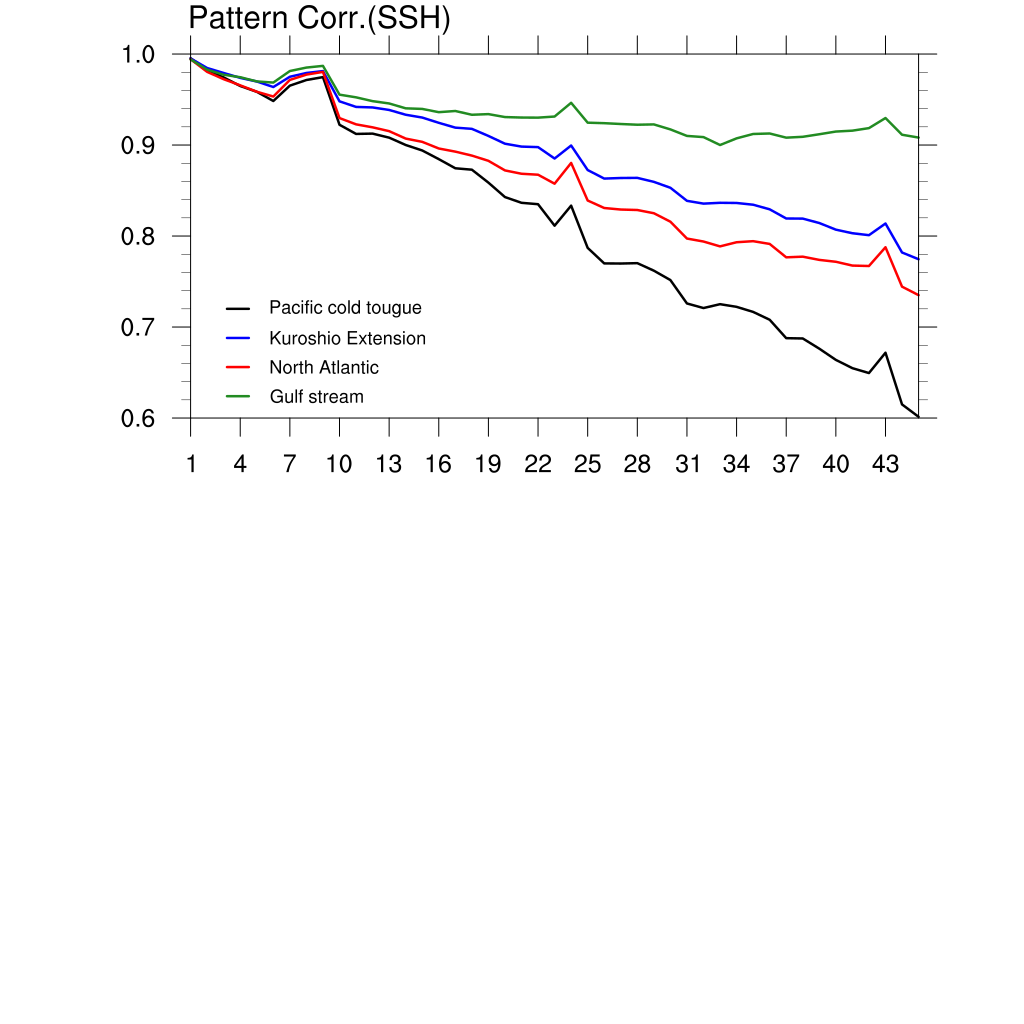 Pattern Corr.(SSH)
1.0
0.9
0.8
0.7
0.6
Pacific cold tougue
Kuroshio Extension
North Atlantic
Gulf stream
1 4 7 10 13 16 19 22 25 28 31 34 37 40 43